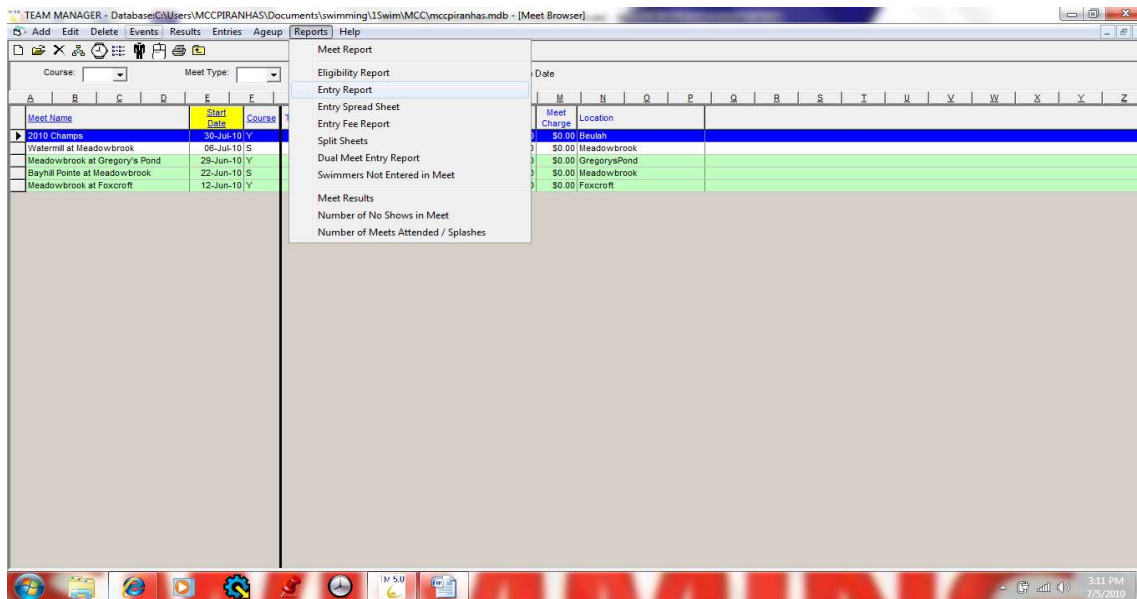 TEAM MANAGER - Database:C:\Users\MCCPIRANHAS\Documents\swimming\1Swim\MCC\mccpiranhas.mdb - [Meet Browser]
Add Edit Delete Events Results Entries Ageup Reports Help
Course: Meet Type: Date
A B C D E F M N O P Q R S T U V W X Y Z
Meet Name Start Date Course Meet Charge Location
2010 Champs 30-Jul-10 Y $0.00 Beulah
Watermill at Meadowbrook 06-Jul-10 S $0.00 Meadowbrook
Meadowbrook at Gregory's Pond 29-Jun-10 Y $0.00 GregorysPond
Bayhill Pointe at Meadowbrook 22-Jun-10 S $0.00 Meadowbrook
Meadowbrook at Foxcroft 12-Jun-10 Y $0.00 Foxcroft
Meet Report
Eligibility Report
Entry Report
Entry Spread Sheet
Entry Fee Report
Split Sheets
Dual Meet Entry Report
Swimmers Not Entered in Meet
Meet Results
Number of No Shows in Meet
Number of Meets Attended / Splashes
TM 5.0
3:11 PM
7/5/2010